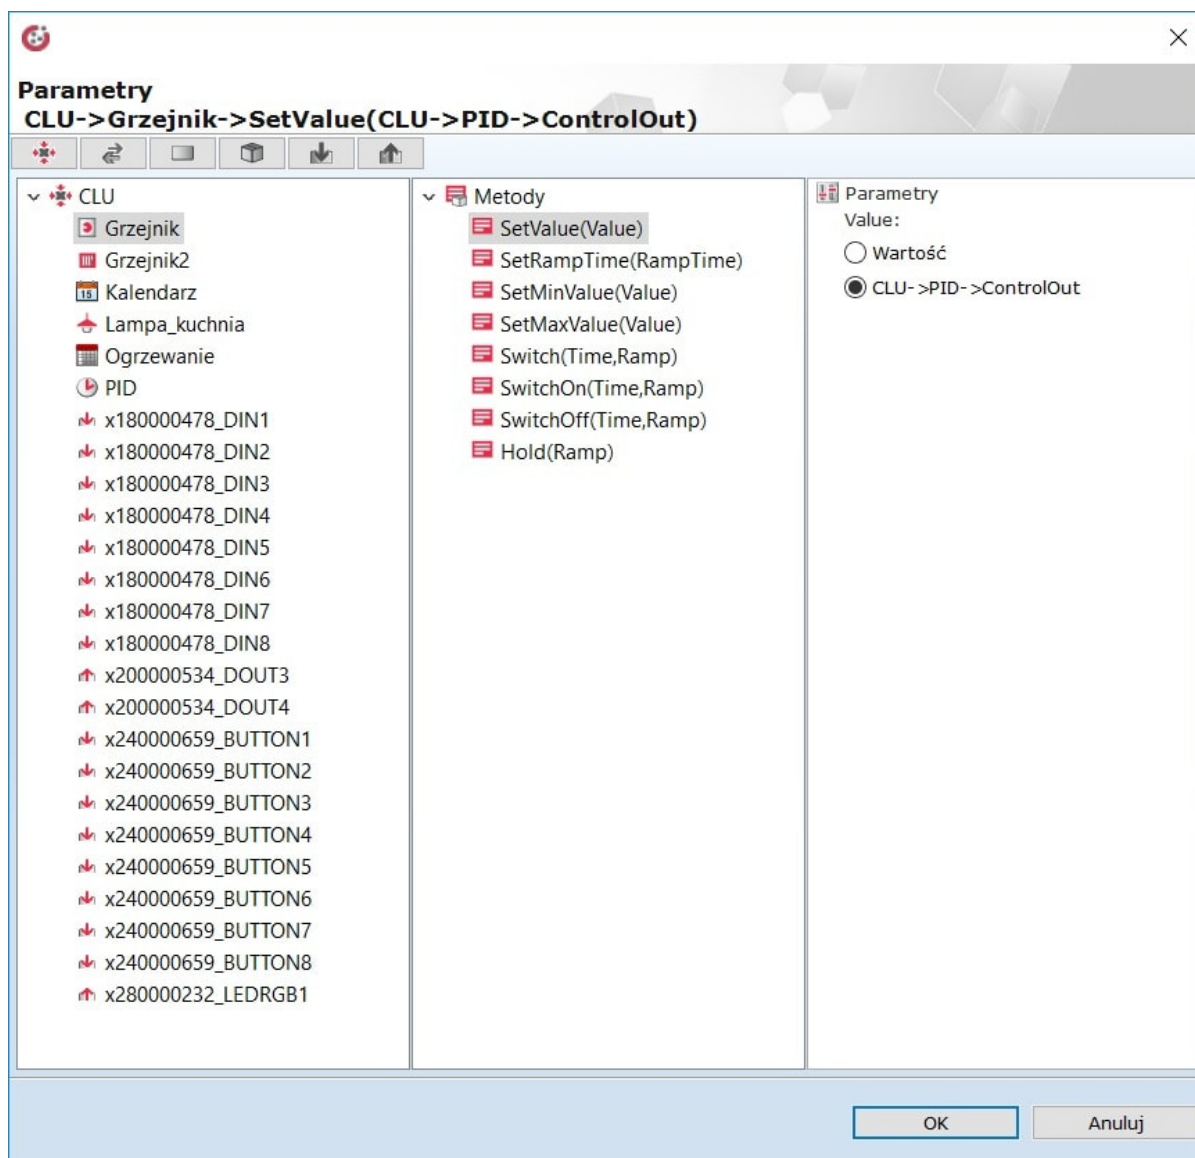 Parametry
CLU->Grzejnik->SetValue(CLU->PID->ControlOut)
CLU
Grzejnik
Grzejnik2
15 Kalendarz
Lampa_kuchnia
Ogrzewanie
PID
x180000478_DIN1
x180000478_DIN2
x180000478_DIN3
x180000478_DIN4
x180000478_DIN5
x180000478_DIN6
x180000478_DIN7
x180000478_DIN8
x200000534_DOUT3
x200000534_DOUT4
x240000659_BUTTON1
x240000659_BUTTON2
x240000659_BUTTON3
x240000659_BUTTON4
x240000659_BUTTON5
x240000659_BUTTON6
x240000659_BUTTON7
x240000659_BUTTON8
x280000232_LEDRGB1
Metody
SetValue(Value)
SetRampTime(RampTime)
SetMinValue(Value)
SetMaxValue(Value)
Switch(Time,Ramp)
SwitchOn(Time,Ramp)
SwitchOff(Time,Ramp)
Hold(Ramp)
Parametry
Value:
Wartość
CLU->PID->ControlOut
OK
Anuluj